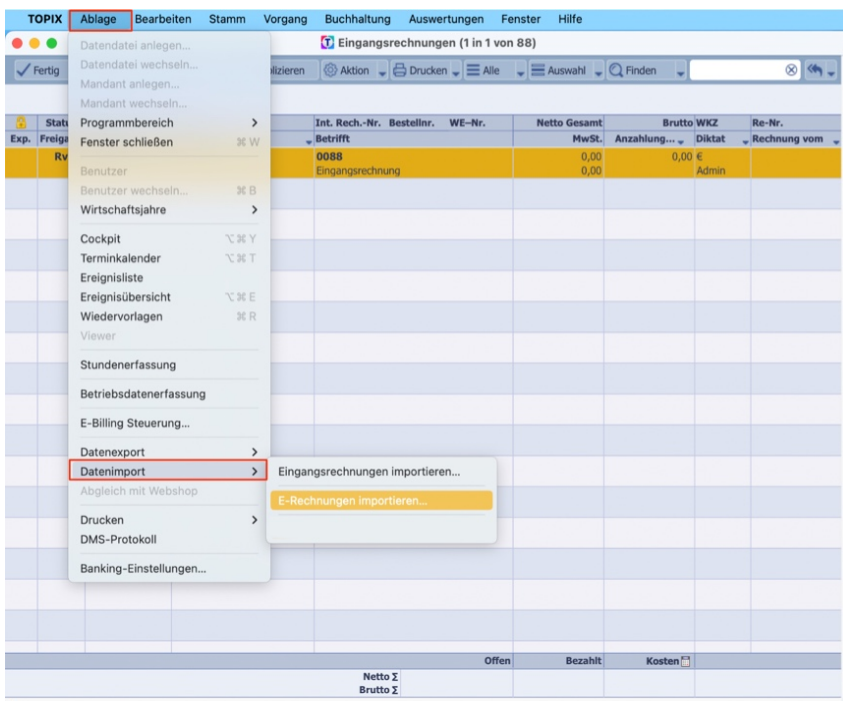 TOPIX Ablage Bearbeiten Stamm Vorgang Buchhaltung Auswertungen Fenster Hilfe
Eingangsrechnungen (1 in 1 von 88)
Fertig lizieren Aktion Drucken Alle Auswahl Finden
Datendatei anlegen...
Datendatei wechseln...
Mandant anlegen...
Mandant wechseln...
Programmbereich
Fenster schließen ⌘ W
Benutzer
Benutzer wechseln... ⌘ B
Wirtschaftsjahre
Cockpit ⌥ ⌘ Y
Terminkalender ⌥ ⌘ T
Ereignisliste
Ereignisübersicht ⌥ ⌘ E
Wiedervorlagen ⌘ R
Viewer
Stundenerfassung
Betriebsdatenerfassung
E-Billing Steuerung...
Datenexport
Datenimport
Abgleich mit Webshop
Drucken
DMS-Protokoll
Banking-Einstellungen...
Eingangsrechnungen importieren...
E-Rechnungen importieren...
Statu Int. Rech.-Nr. Bestellnr. WE-Nr. Netto Gesamt Brutto WKZ Re-Nr.
Exp. Freiga Betrifft MwSt. Anzahlung... Diktat Rechnung vom
Rv 0088 0,00 0,00 €
Eingangsrechnung 0,00 Admin
Offen Bezahlt Kosten
Netto Σ
Brutto Σ